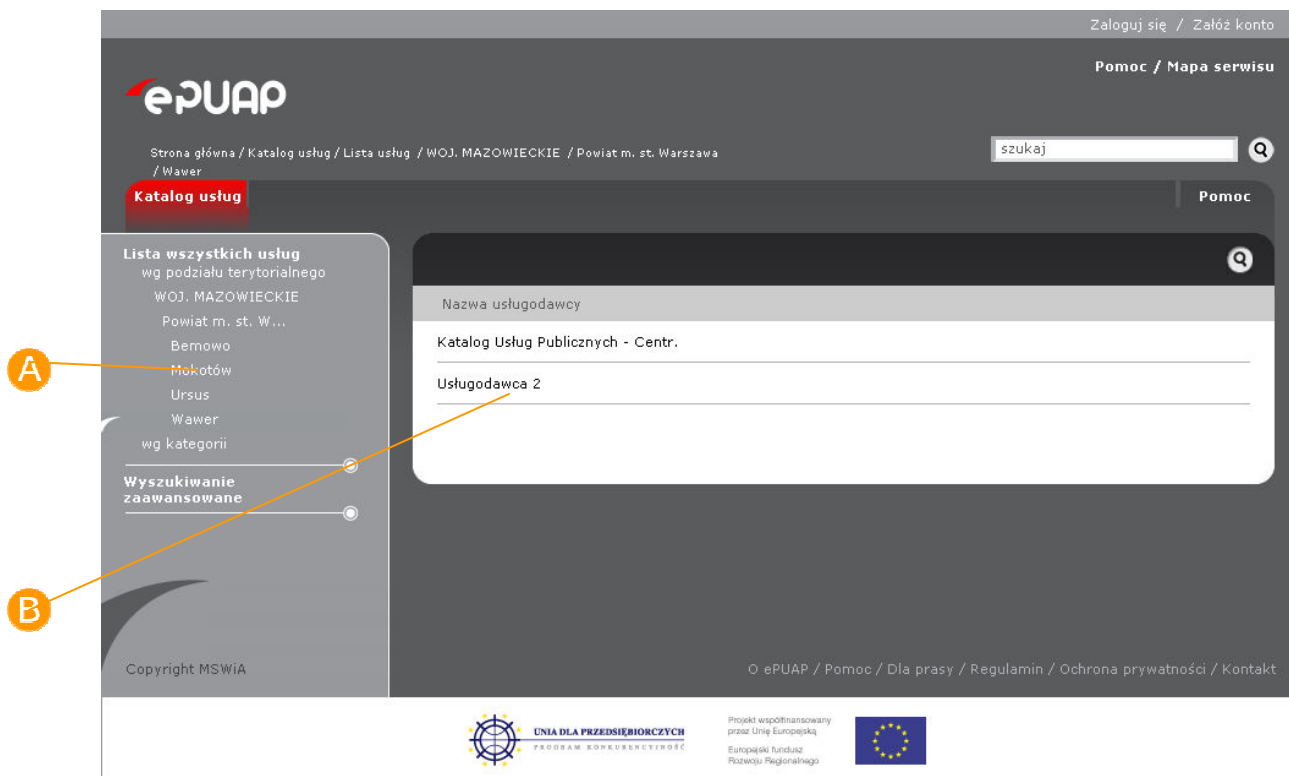 Zaloguj się / Załóż konto
Pomoc / Mapa serwisu
ePUAP
Strona główna / Katalog usług / Lista usług / WOJ. MAZOWIECKIE / Powiat m. st. Warszawa
/ Wawer
szukaj
Katalog usług
Pomoc
Lista wszystkich usług
wg podziału terytorialnego
WOJ. MAZOWIECKIE
Powiat m. st. W...
Bemowo
Mokotów
Ursus
Wawer
wg kategorii
Wyszukiwanie
zaawansowane
Nazwa usługodawcy
Katalog Usług Publicznych - Centr.
Usługodawca 2
A
B
Copyright MSWiA
O ePUAP / Pomoc / Dla prasy / Regulamin / Ochrona prywatności / Kontakt
UNIA DLA PRZEDSIĘBIORCZYCH
PROGRAM KONKURENCYJNOŚĆ
Projekt współfinansowany
przez Unię Europejską
Europejski fundusz
Rozwoju Regionalnego